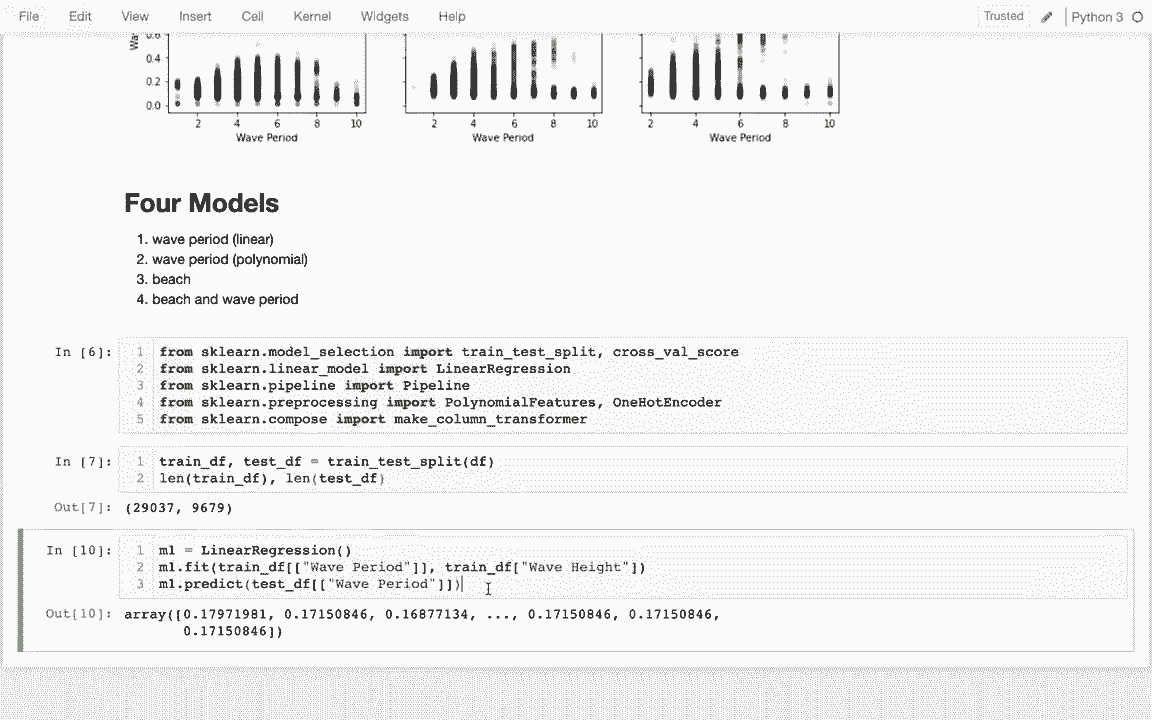 File Edit View Insert Cell Kernel Widgets Help Trusted Python 3
Wa
0.6
0.4
0.2
0.0
2 4 6 8 10 2 4 6 8 10 2 4 6 8 10
Wave Period Wave Period Wave Period
Four Models
1. wave period (linear)
2. wave period (polynomial)
3. beach
4. beach and wave period
In [6]: 1 from sklearn.model_selection import train_test_split, cross_val_score
2 from sklearn.linear_model import LinearRegression
3 from sklearn.pipeline import Pipeline
4 from sklearn.preprocessing import PolynomialFeatures, OneHotEncoder
5 from sklearn.compose import make_column_transformer
In [7]: 1 train_df, test_df = train_test_split(df)
2 len(train_df), len(test_df)
Out[7]: (29037, 9679)
In [10]: 1 m1 = LinearRegression()
2 m1.fit(train_df[["Wave Period"]], train_df["Wave Height"])
3 m1.predict(test_df[["Wave Period"]])
Out[10]: array([0.17971981, 0.17150846, 0.16877134, ..., 0.17150846, 0.17150846,
0.17150846])